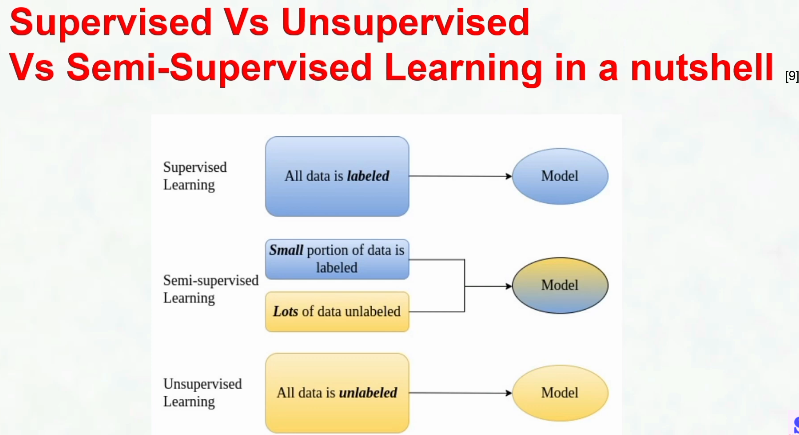 Supervised Vs Unsupervised
Vs Semi-Supervised Learning in a nutshell [9]
Supervised
Learning
All data is labeled
Model
Small portion of data is
labeled
Semi-supervised
Learning
Lots of data unlabeled
Model
Unsupervised
Learning
All data is unlabeled
Model